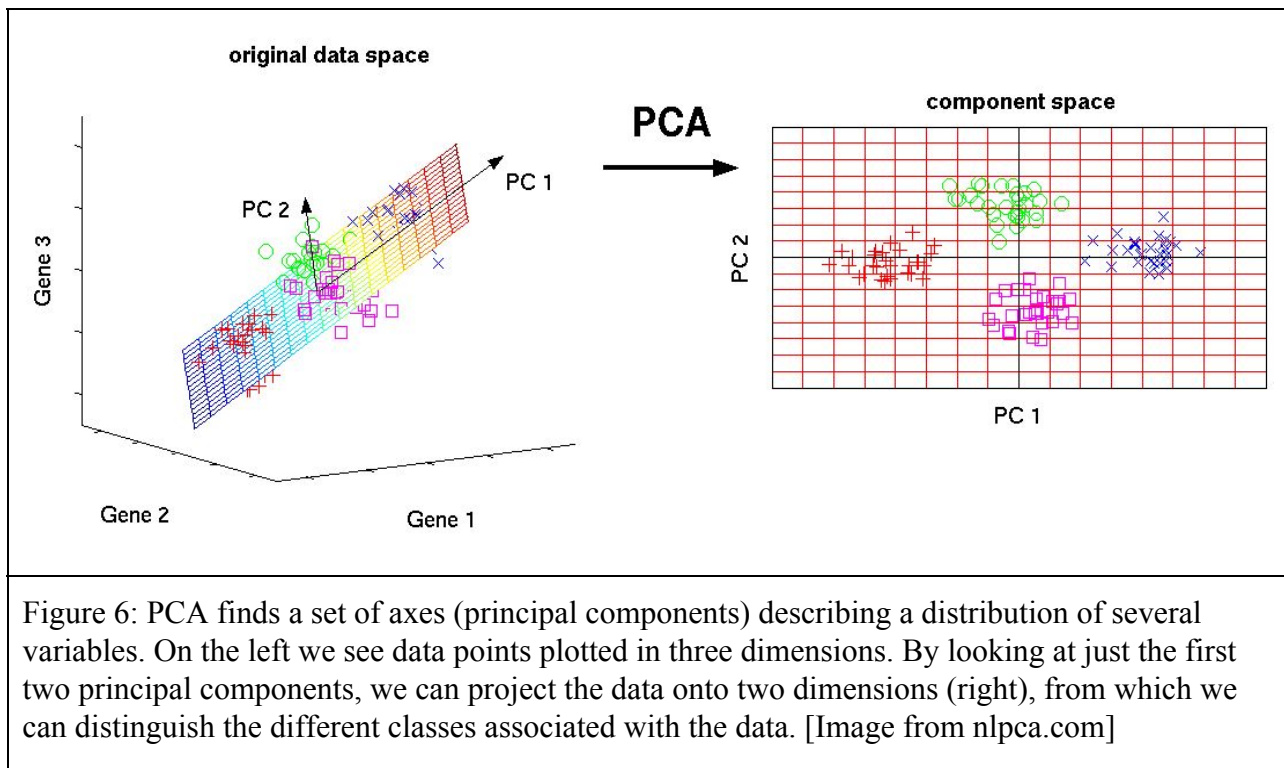 original data space
PC 1
PC 2
Gene 3
Gene 2
Gene 1
PCA
component space
PC 2
PC 1
Figure 6: PCA finds a set of axes (principal components) describing a distribution of several
variables. On the left we see data points plotted in three dimensions. By looking at just the first
two principal components, we can project the data onto two dimensions (right), from which we
can distinguish the different classes associated with the data. [Image from nlpca.com]